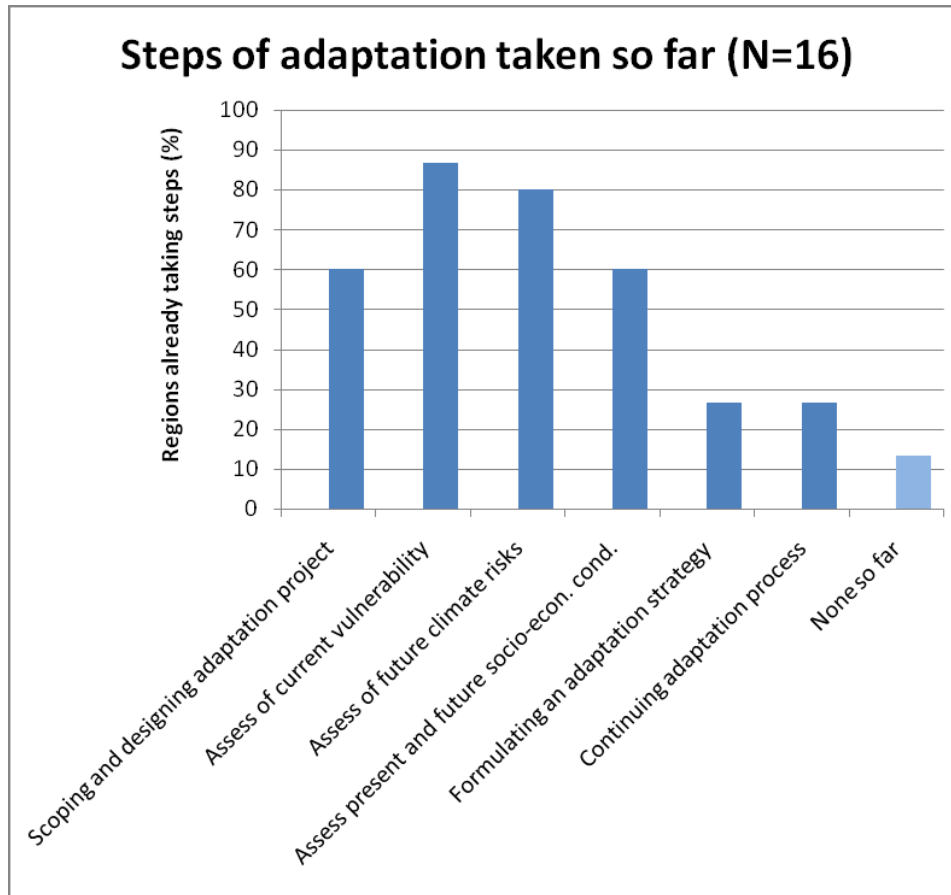 Steps of adaptation taken so far (N=16)
Regions already taking steps (%)
100
90
80
70
60
50
40
30
20
10
0
Scoping and designing adaptation project
Assess of current vulnerability
Assess of future climate risks
Assess present and future socio-econ. cond.
Formulating an adaptation strategy
Continuing adaptation process
None so far